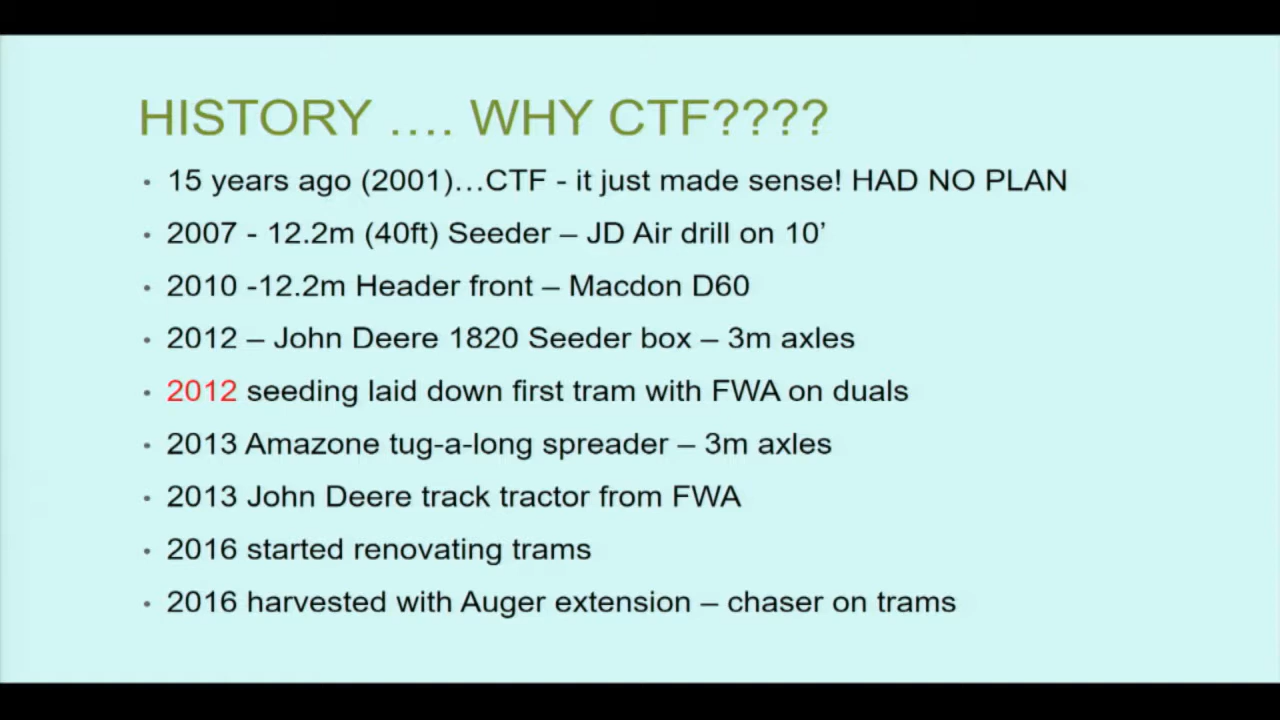 HISTORY .... WHY CTF????
• 15 years ago (2001)…CTF - it just made sense! HAD NO PLAN
• 2007 - 12.2m (40ft) Seeder – JD Air drill on 10’
• 2010 -12.2m Header front – Macdon D60
• 2012 – John Deere 1820 Seeder box – 3m axles
• 2012 seeding laid down first tram with FWA on duals
• 2013 Amazone tug-a-long spreader – 3m axles
• 2013 John Deere track tractor from FWA
• 2016 started renovating trams
• 2016 harvested with Auger extension – chaser on trams